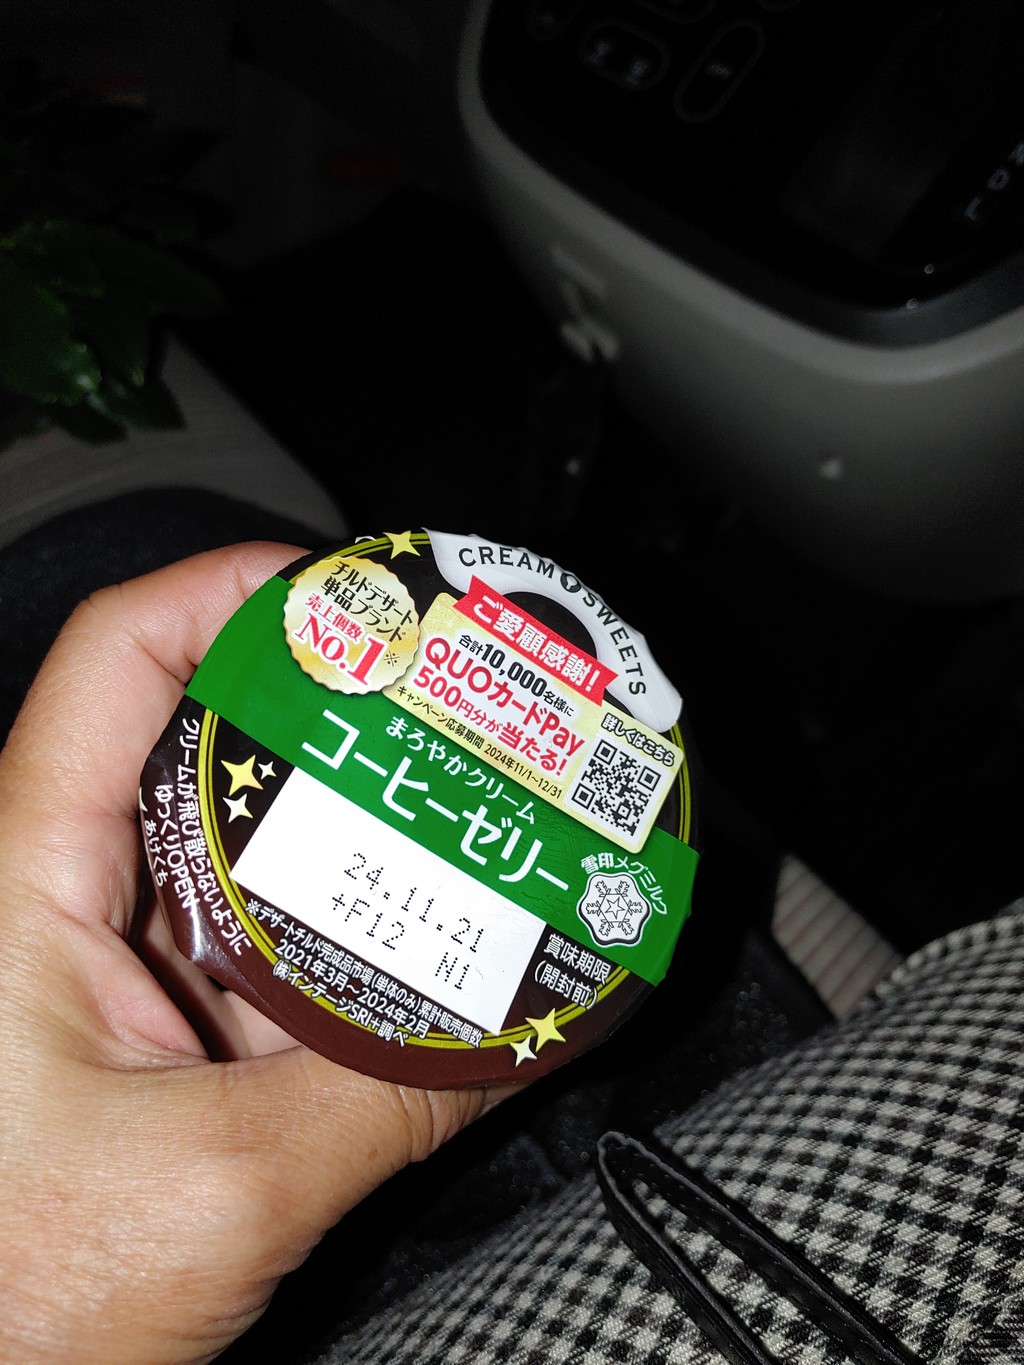 CREAM SWEETS
チルドデザート
単品ブランド
売上個数
No.1※
ご愛顧感謝!
合計10,000名様に
QUOカードPay
500円分が当たる!
キャンペーン応募期間 2024年11/1~12/31
詳しくはこちら
まろやかクリーム
コーヒーゼリー
雪印メグミルク
24.11.21
+F12 N1
賞味期限
(開封前)
クリームが飛び散らないように
ゆっくりOPEN
あけくち
※デザートチルド完成品市場(単体のみ)累計販売個数
2021年3月~2024年2月
㈱インテージSRI+調べ
N
D
L